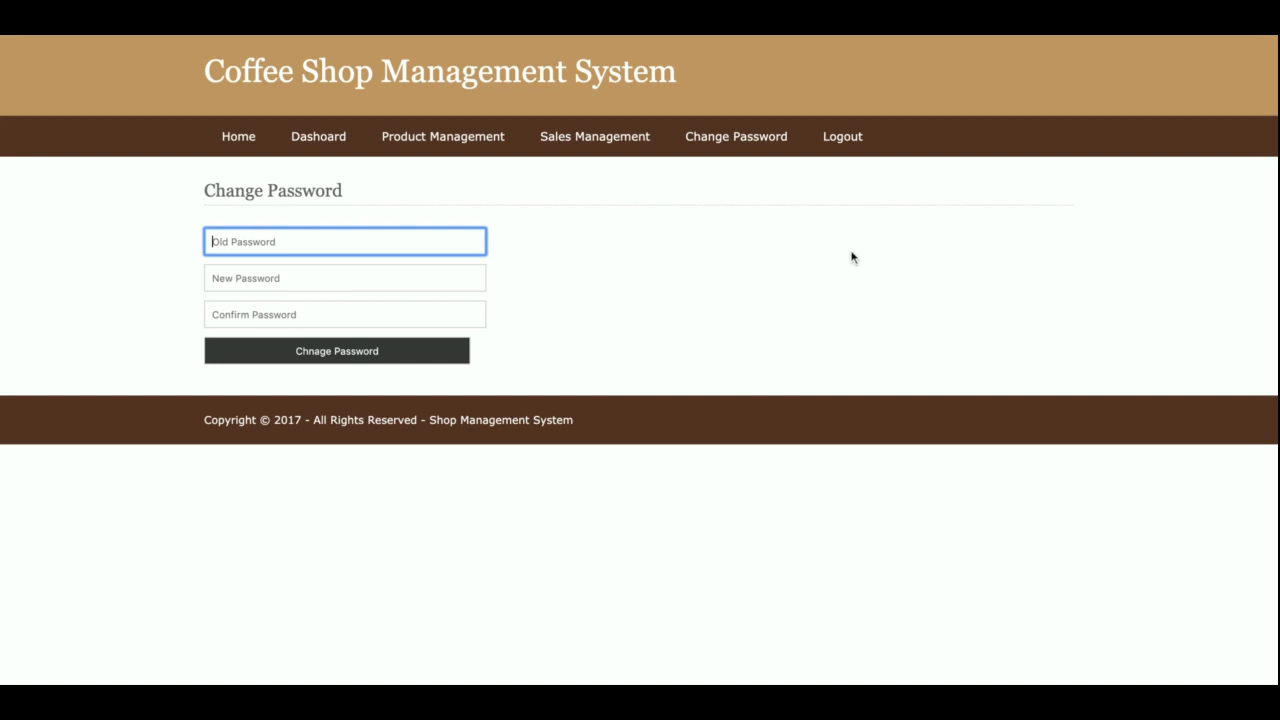 Coffee Shop Management System
Home Dashoard Product Management Sales Management Change Password Logout
Change Password
Old Password
New Password
Confirm Password
Chnage Password
Copyright © 2017 - All Rights Reserved - Shop Management System